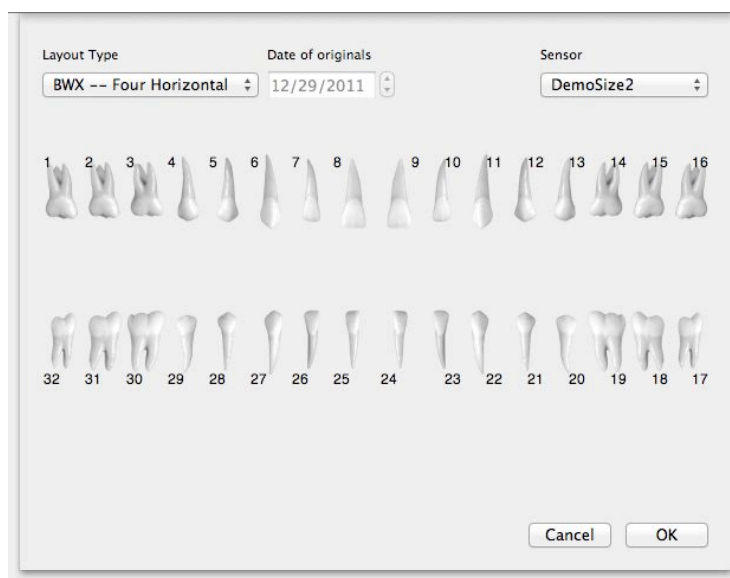 Layout Type Date of originals Sensor
BWX -- Four Horizontal 12/29/2011 DemoSize2
1 2 3 4 5 6 7 8 9 10 11 12 13 14 15 16
32 31 30 29 28 27 26 25 24 23 22 21 20 19 18 17
Cancel OK